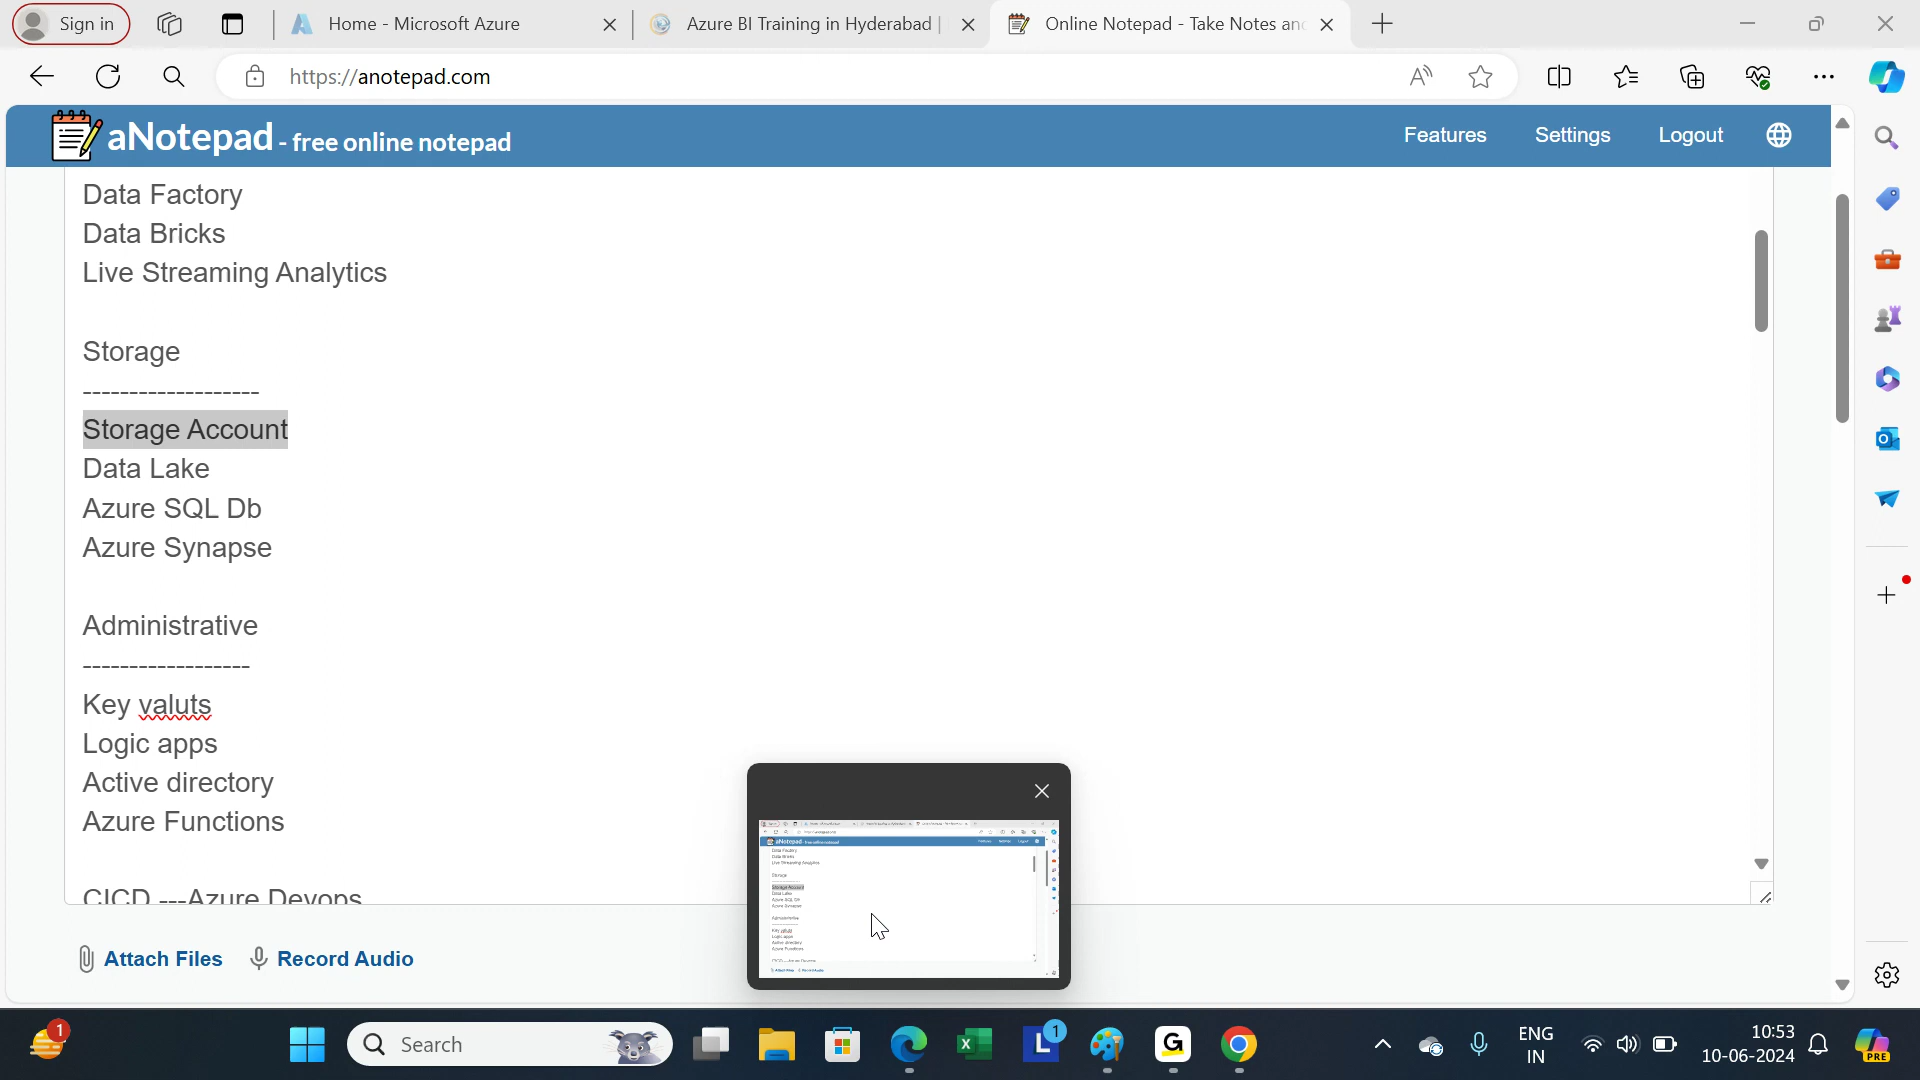 Sign in
Home - Microsoft Azure
Azure BI Training in Hyderabad |
Online Notepad - Take Notes an
https://anotepad.com
aNotepad - free online notepad
Features
Settings
Logout
Data Factory
Data Bricks
Live Streaming Analytics
Storage
-------------------
Storage Account
Data Lake
Azure SQL Db
Azure Synapse
Administrative
------------------
Key valuts
Logic apps
Active directory
Azure Functions
CICD ---Azure Devops
Attach Files
Record Audio
1
Search
1
ENG
IN
10:53
10-06-2024
PRE